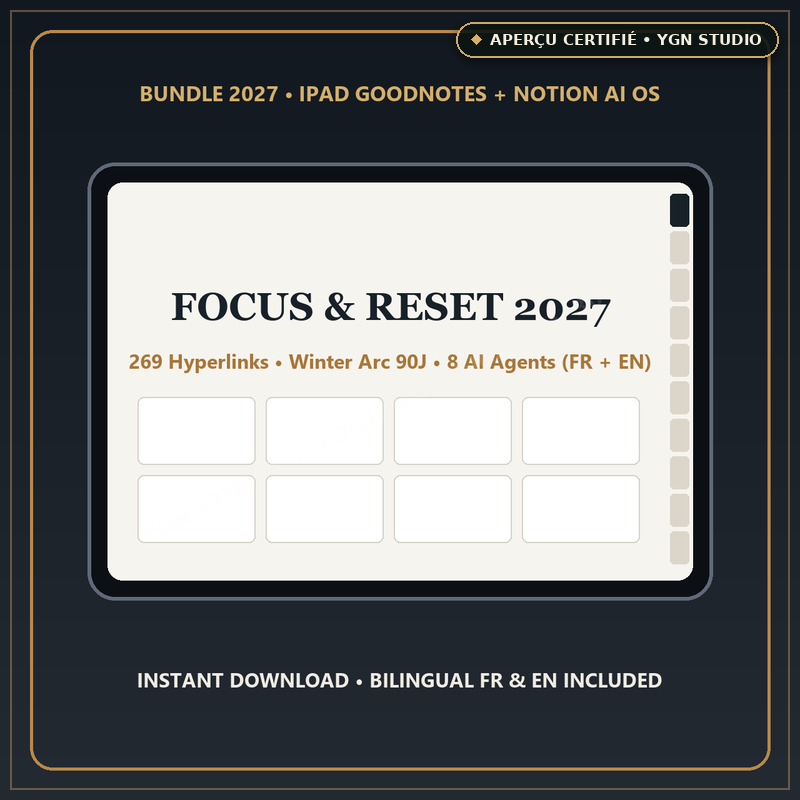 ◆ APERÇU CERTIFIÉ • YGN STUDIO
BUNDLE 2027 • IPAD GOODNOTES + NOTION AI OS
FOCUS & RESET 2027
269 Hyperlinks • Winter Arc 90J • 8 AI Agents (FR + EN)
INSTANT DOWNLOAD • BILINGUAL FR & EN INCLUDED